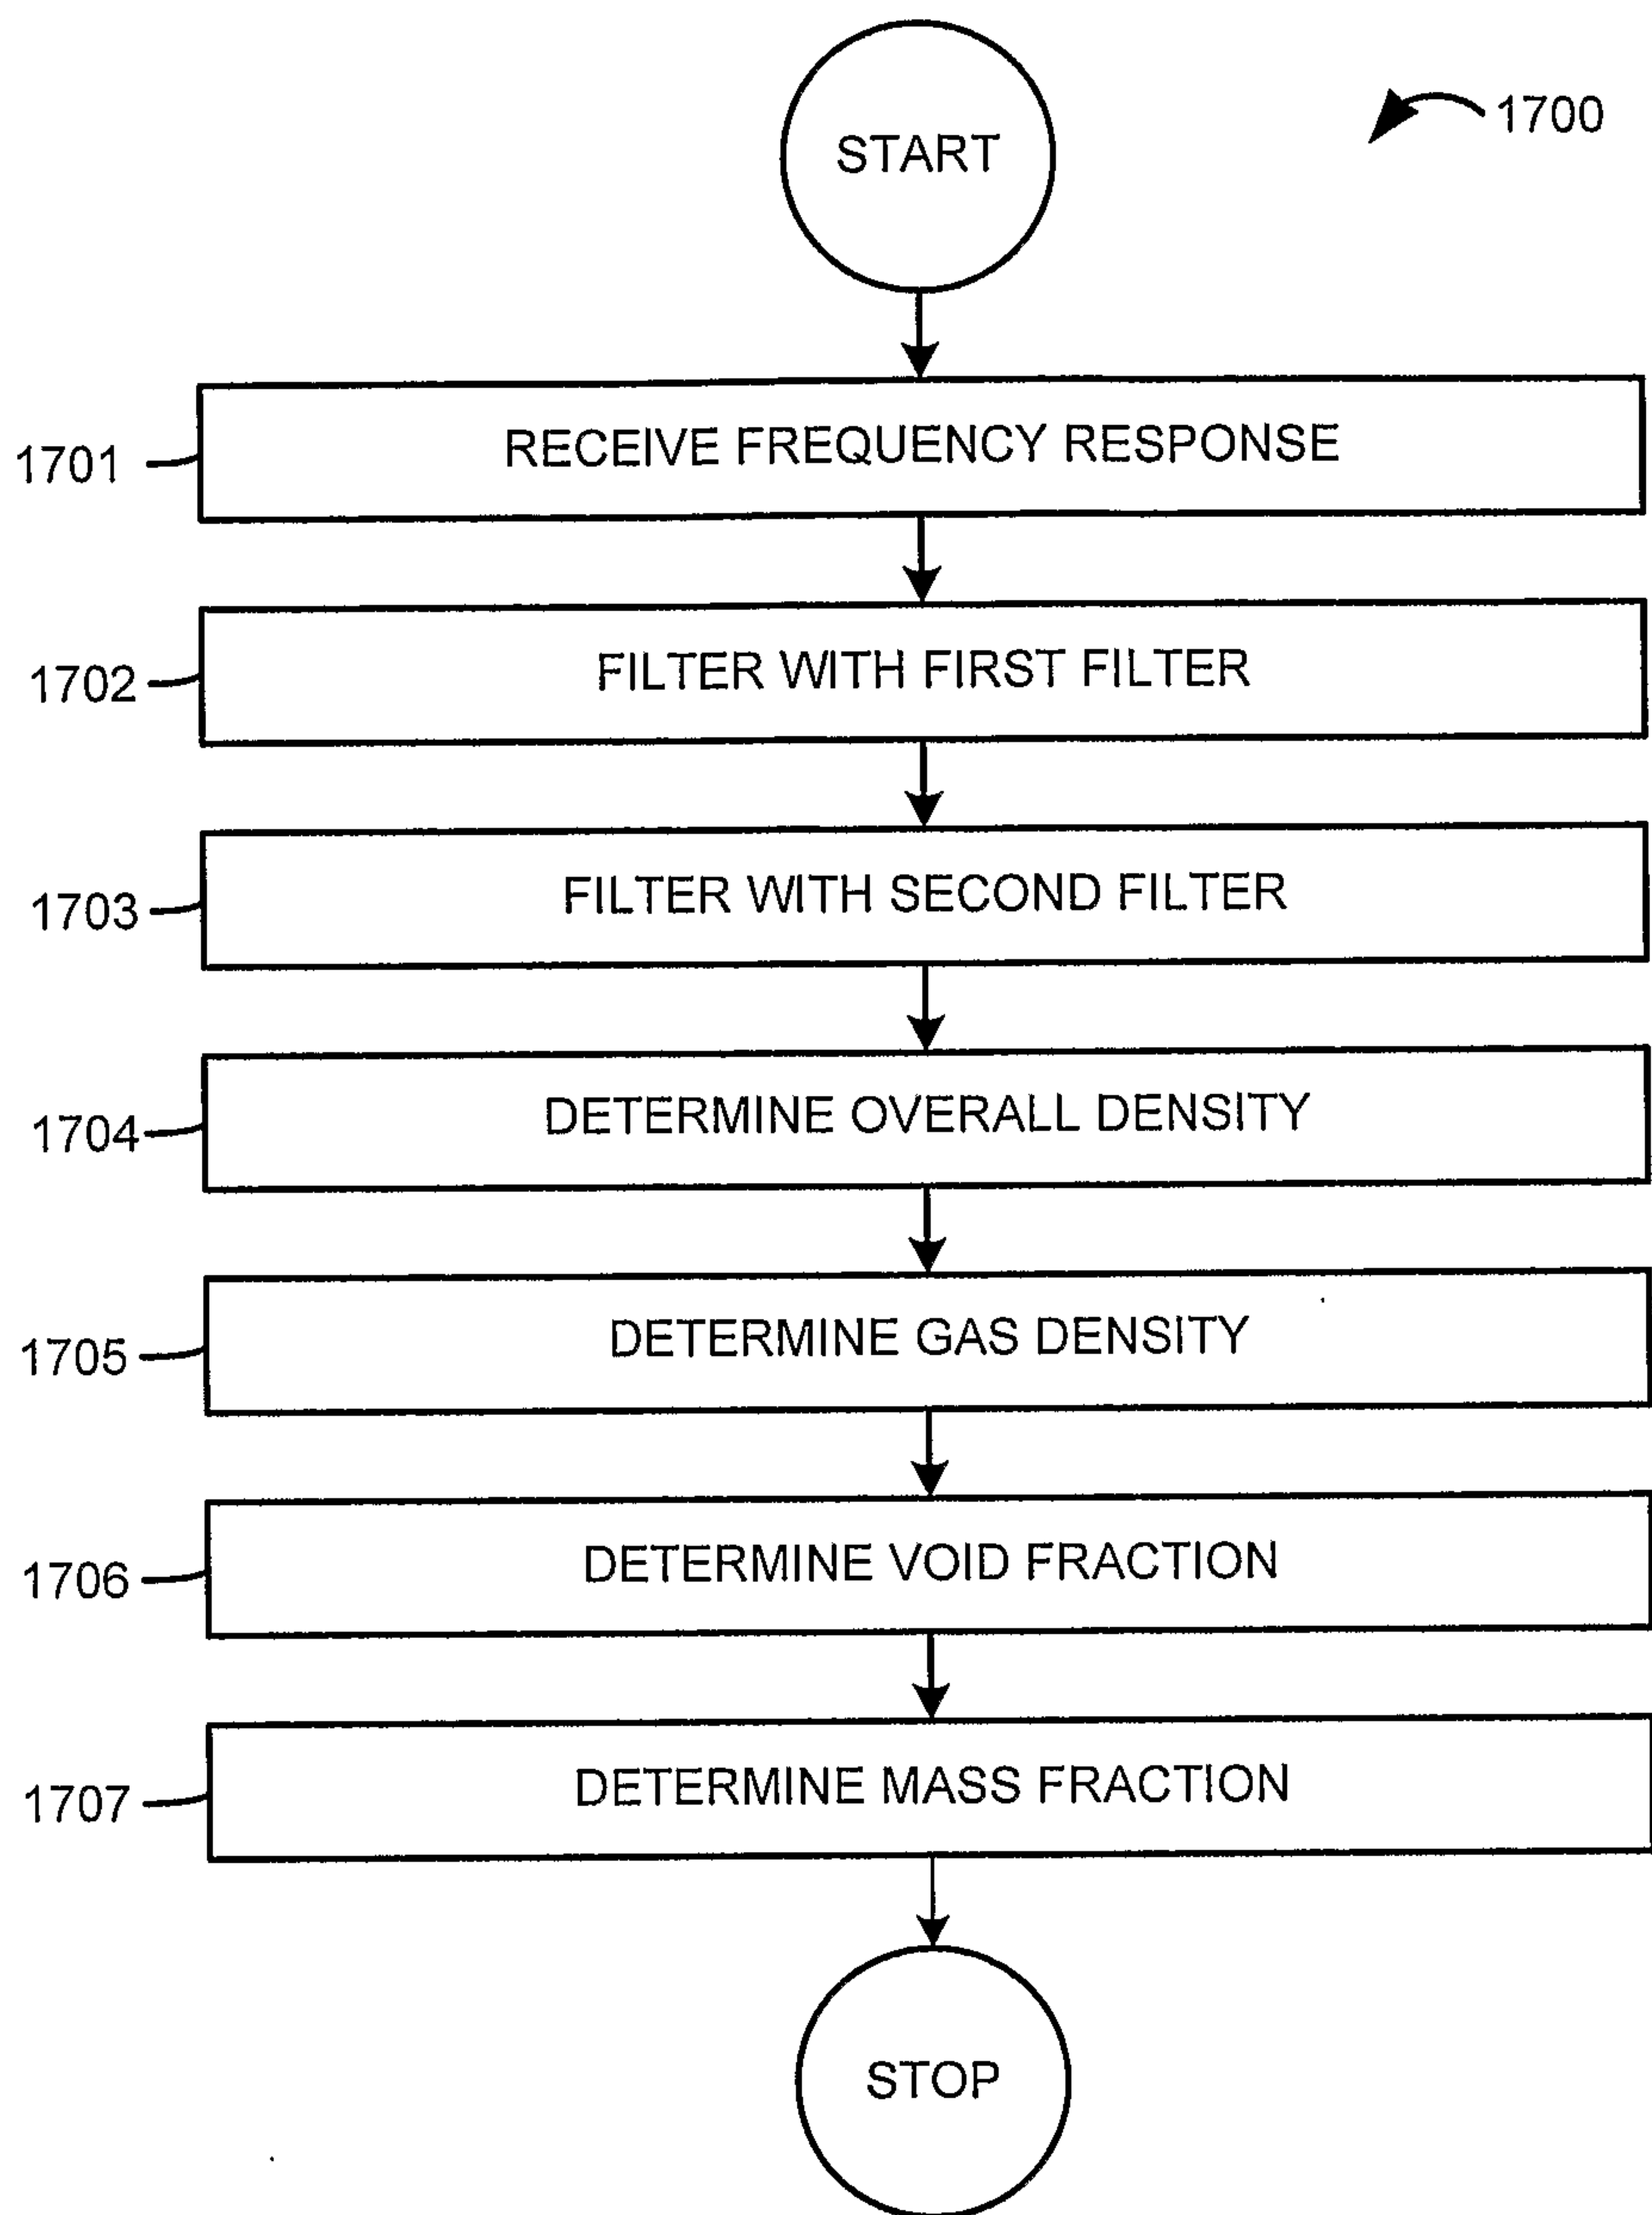 START
1700
RECEIVE FREQUENCY RESPONSE
1701
FILTER WITH FIRST FILTER
1702
FILTER WITH SECOND FILTER
1703
DETERMINE OVERALL DENSITY
1704
DETERMINE GAS DENSITY
1705
DETERMINE VOID FRACTION
1706
DETERMINE MASS FRACTION
1707
STOP